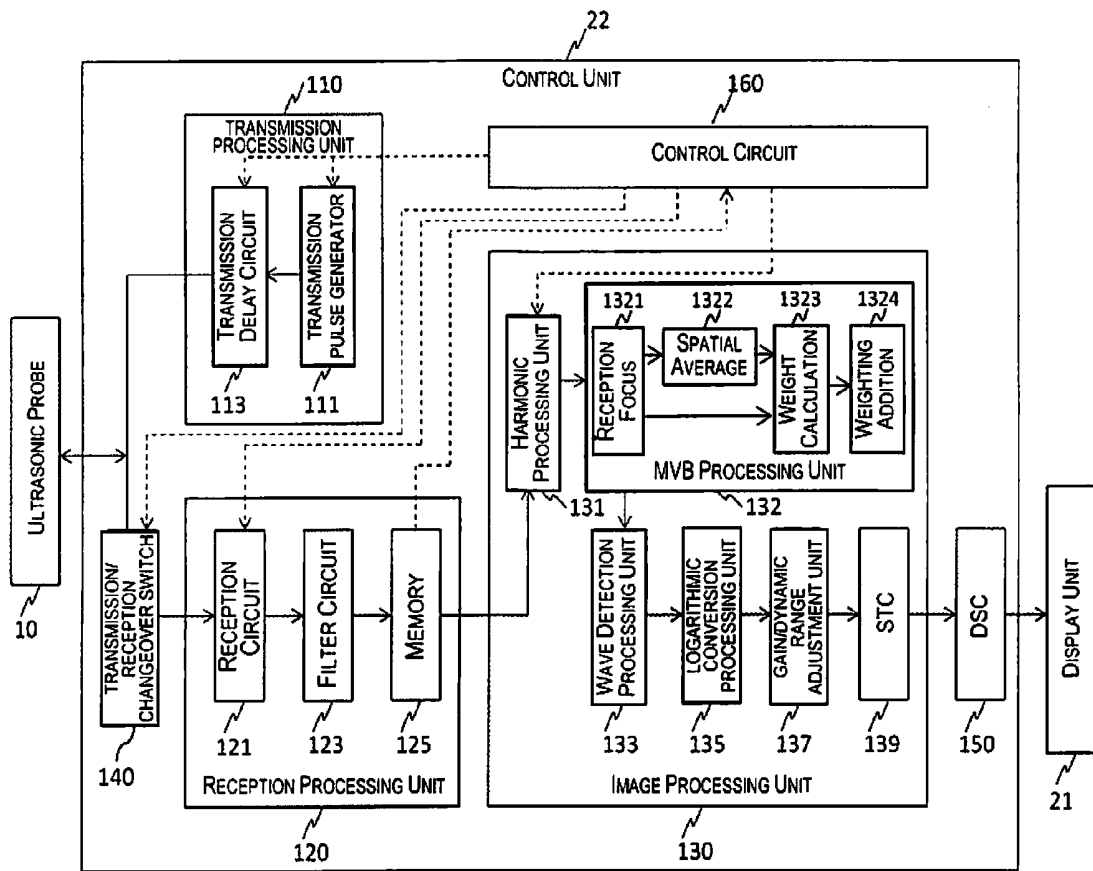 22
CONTROL UNIT
110
TRANSMISSION
PROCESSING UNIT
160
CONTROL CIRCUIT
TRANSMISSION
DELAY CIRCUIT
113
TRANSMISSION
PULSE GENERATOR
111
ULTRASONIC PROBE
10
TRANSMISSION/
RECEPTION
CHANGEOVER SWITCH
140
RECEPTION
CIRCUIT
121
FILTER CIRCUIT
123
MEMORY
125
RECEPTION PROCESSING UNIT
120
HARMONIC
PROCESSING UNIT
131
1321
RECEPTION
FOCUS
1322
SPATIAL
AVERAGE
1323
WEIGHT
CALCULATION
1324
WEIGHTING
ADDITION
MVB PROCESSING UNIT
132
WAVE DETECTION
PROCESSING UNIT
133
LOGARITHMIC
CONVERSION
PROCESSING UNIT
135
GAIN/DYNAMIC
RANGE
ADJUSTMENT UNIT
137
STC
139
IMAGE PROCESSING UNIT
130
DSC
150
DISPLAY UNIT
21